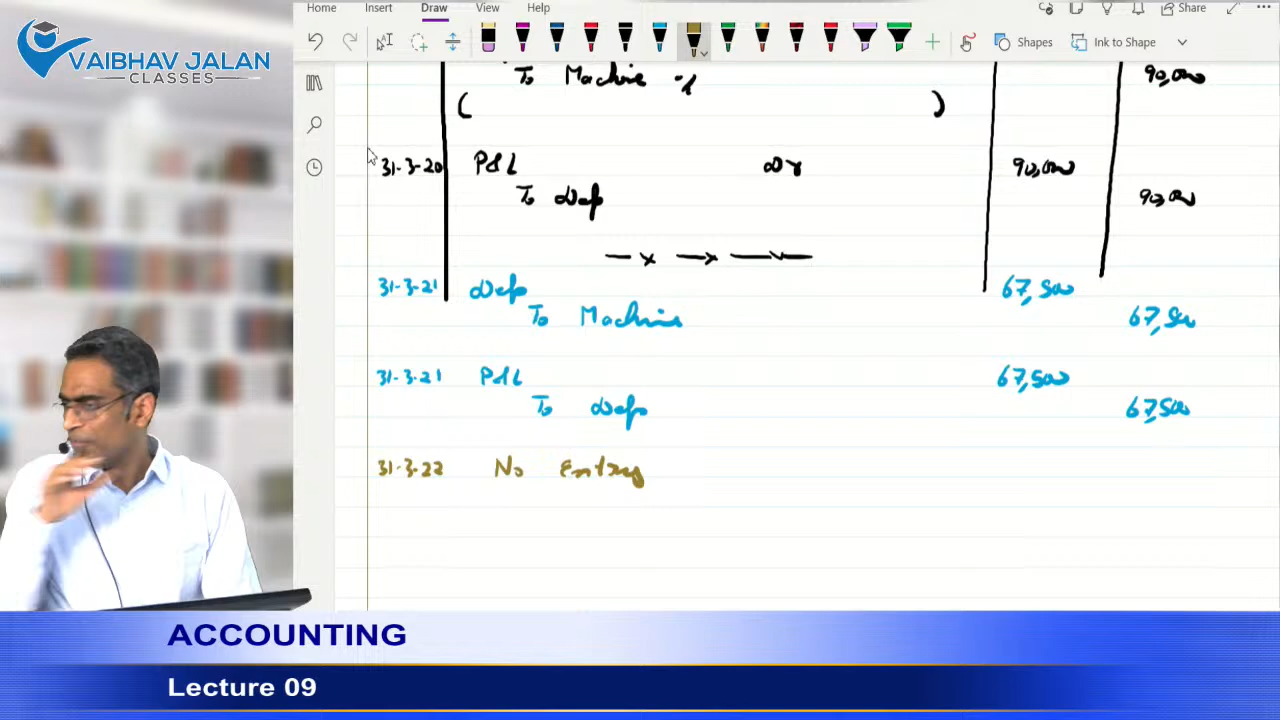 Home Insert Draw View Help Share
VAIBHAV JALAN
CLASSES
Shapes Ink to Shape
To Machine 90,000
( )
31-3-20 P&L Dr 90,000
To Dep 90,000
31-3-21 Dep 67,500
To Machine 67,500
31-3-21 P&L 67,500
To Dep 67,500
31-3-22 No Entry
ACCOUNTING
Lecture 09